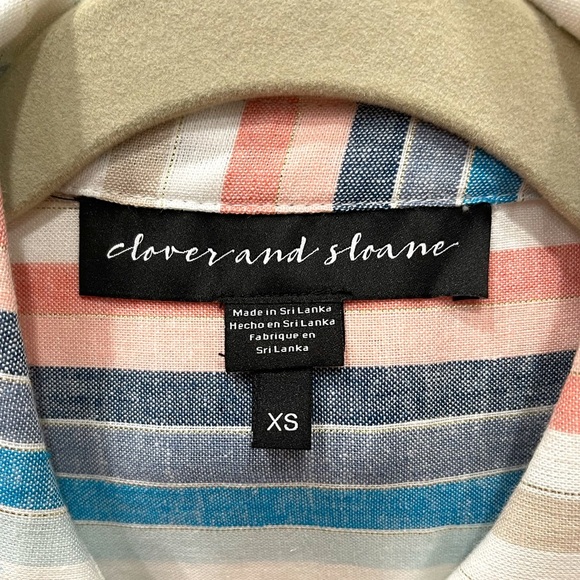 clover and sloane
Made in Sri Lanka
Hecho en Sri Lanka
Fabrique en
Sri Lanka
XS